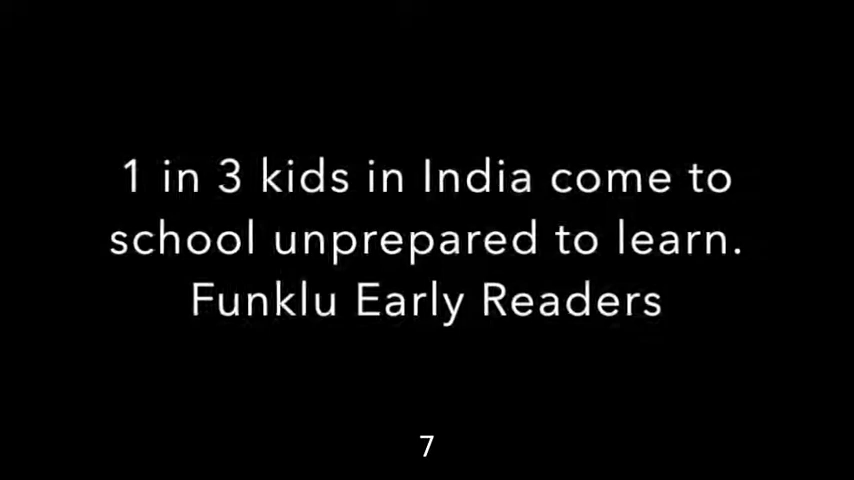 1 in 3 kids in India come to
school unprepared to learn.
Funklu Early Readers
7